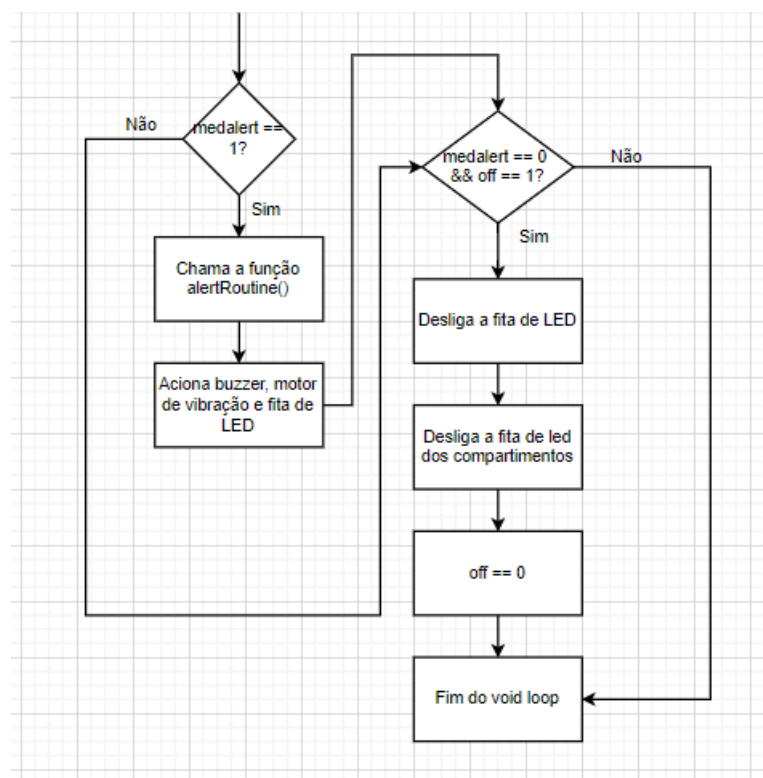 Não
medalert ==
1?
Sim
Chama a função
alertRoutine()
Aciona buzzer, motor
de vibração e fita de
LED
medalert == 0
&& off == 1?
Não
Sim
Desliga a fita de LED
Desliga a fita de led
dos compartimentos
off == 0
Fim do void loop